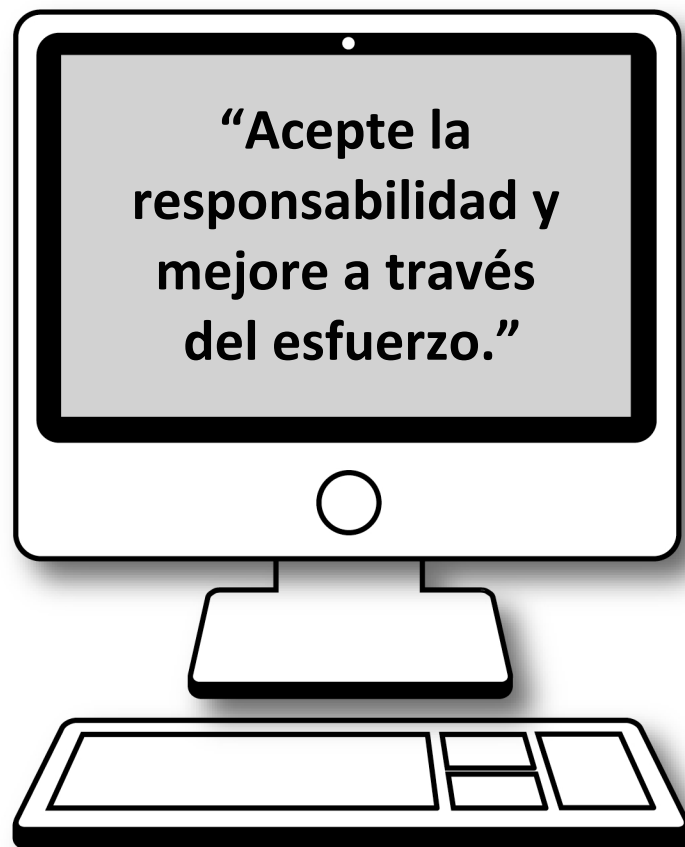 “Acepte la
responsabilidad y
mejore a través
del esfuerzo.”